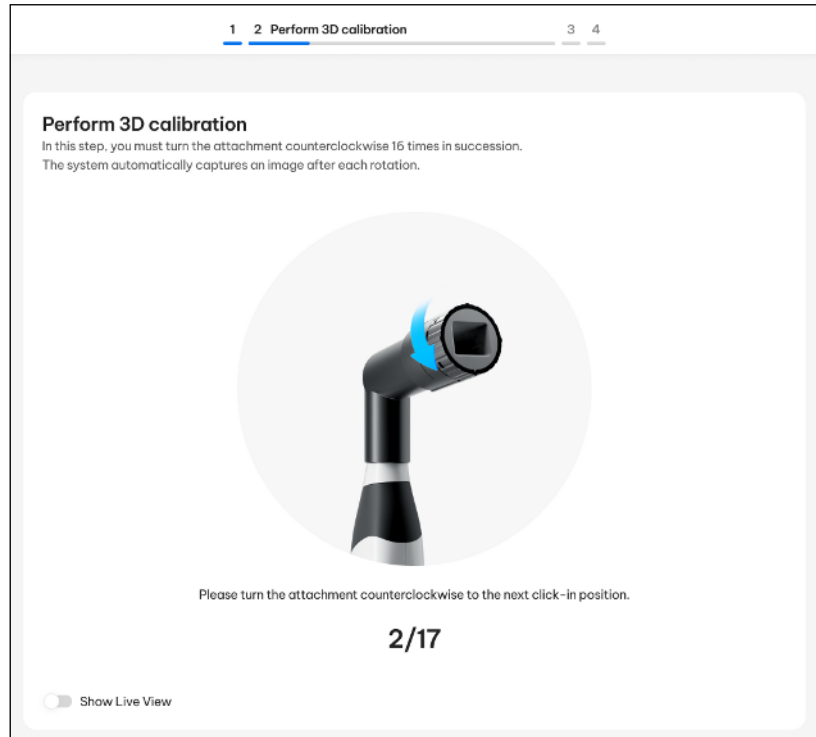 1 2 Perform 3D calibration 3 4
Perform 3D calibration
In this step, you must turn the attachment counterclockwise 16 times in succession.
The system automatically captures an image after each rotation.
Please turn the attachment counterclockwise to the next click-in position.
2/17
Show Live View